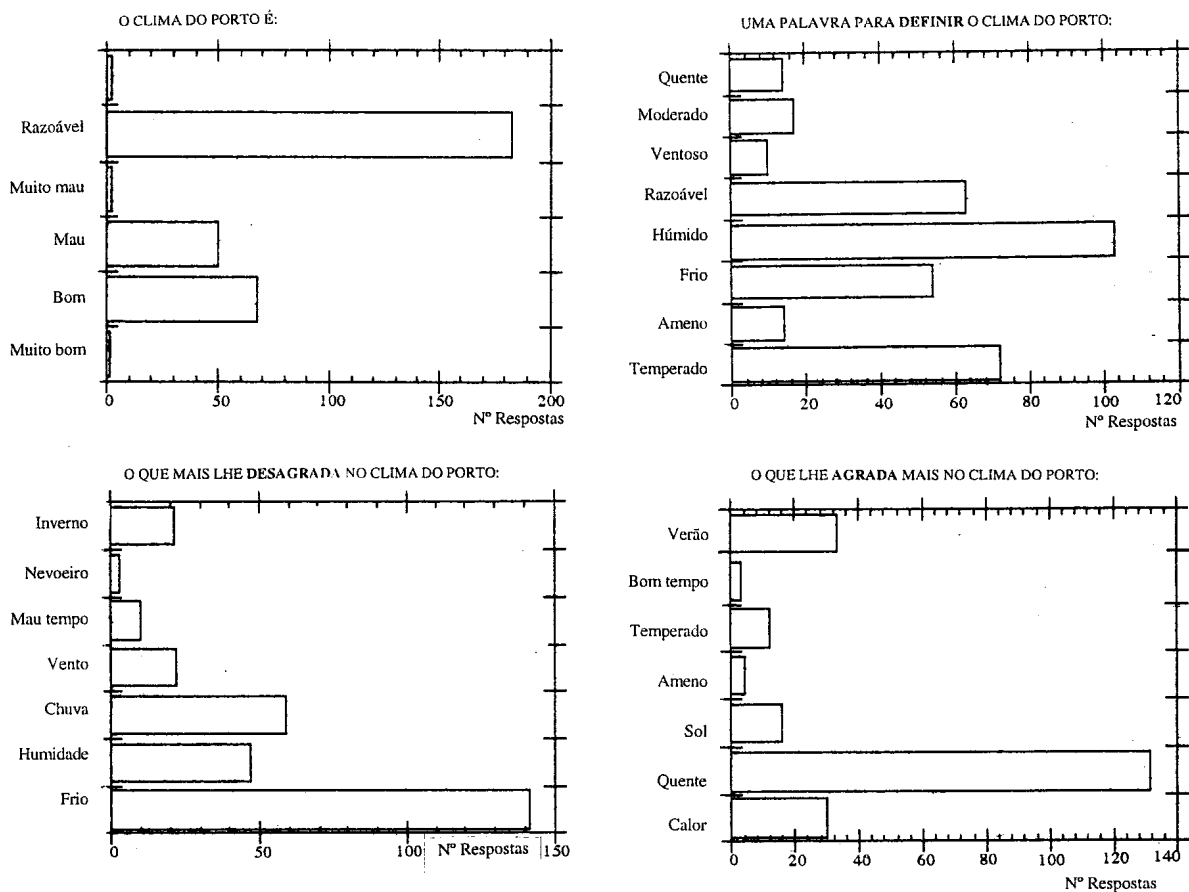 O CLIMA DO PORTO É:
Razoável
Muito mau
Mau
Bom
Muito bom
0 50 100 150 200
Nº Respostas
UMA PALAVRA PARA DEFINIR O CLIMA DO PORTO:
Quente
Moderado
Ventoso
Razoável
Húmido
Frio
Ameno
Temperado
0 20 40 60 80 100 120
Nº Respostas
O QUE MAIS LHE DESAGRADA NO CLIMA DO PORTO:
Inverno
Nevoeiro
Mau tempo
Vento
Chuva
Humidade
Frio
0 50 100 150
Nº Respostas
O QUE LHE AGRADA MAIS NO CLIMA DO PORTO:
Verão
Bom tempo
Temperado
Ameno
Sol
Quente
Calor
0 20 40 60 80 100 120 140
Nº Respostas